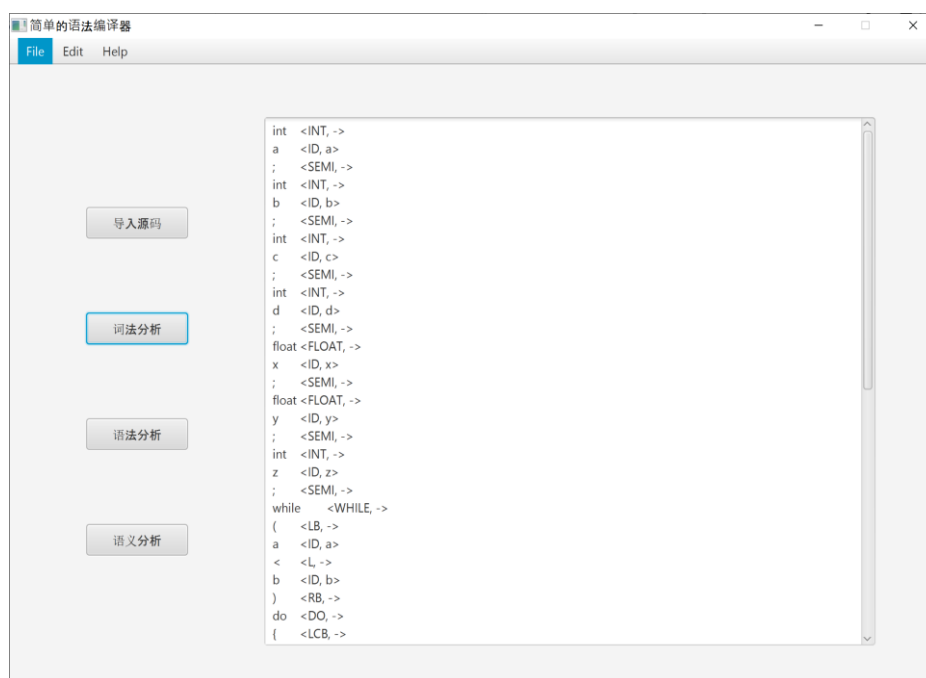 简单的语法编译器
File Edit Help
导入源码
词法分析
语法分析
语义分析
int <INT, ->
a <ID, a>
; <SEMI, ->
int <INT, ->
b <ID, b>
; <SEMI, ->
int <INT, ->
c <ID, c>
; <SEMI, ->
int <INT, ->
d <ID, d>
; <SEMI, ->
float <FLOAT, ->
x <ID, x>
; <SEMI, ->
float <FLOAT, ->
y <ID, y>
; <SEMI, ->
int <INT, ->
z <ID, z>
; <SEMI, ->
while <WHILE, ->
( <LB, ->
a <ID, a>
< <L, ->
b <ID, b>
) <RB, ->
do <DO, ->
{ <LCB, ->